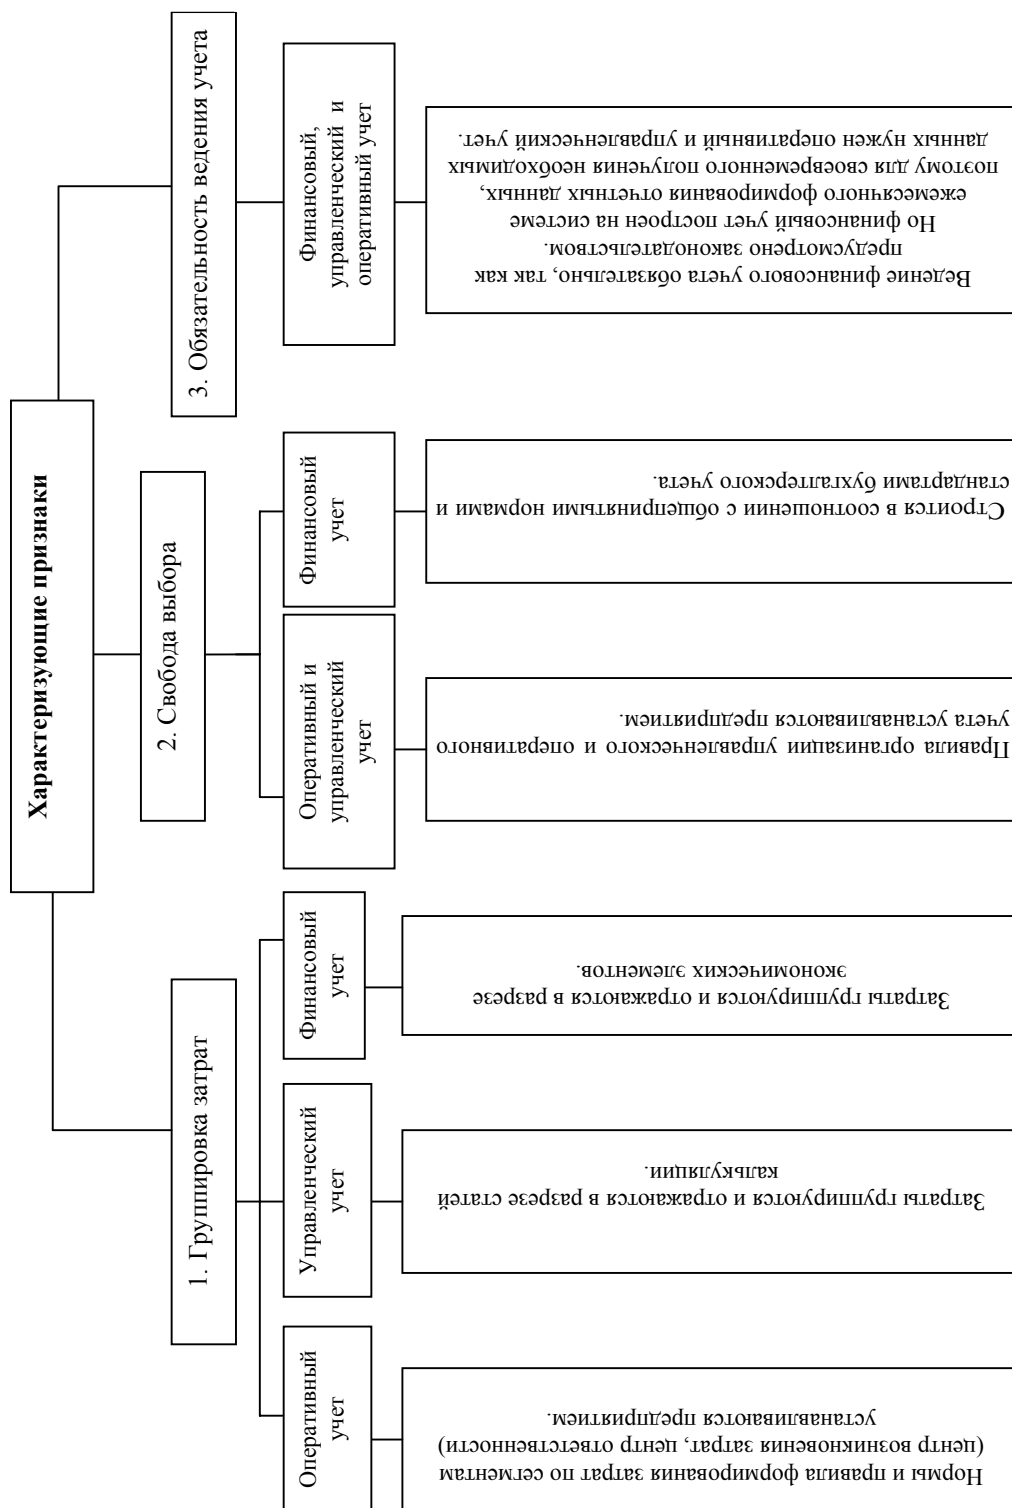 Характеризующие признаки
1. Группировка затрат
2. Свобода выбора
3. Обязательность ведения учета
Оперативный
учет
Управленческий
учет
Финансовый
учет
Оперативный и
управленческий
учет
Финансовый
учет
Финансовый,
управленческий и
оперативный учет
Нормы и правила формирования затрат по сегментам
(центр возникновения затрат, центр ответственности)
устанавливаются предприятием.
Затраты группируются и отражаются в разрезе статей
калькуляции.
Затраты группируются и отражаются в разрезе
экономических элементов.
Правила организации управленческого и оперативного
учета устанавливаются предприятием.
Строится в соотношении с общепринятыми нормами и
стандартами бухгалтерского учета.
Ведение финансового учета обязательно, так как
предусмотрено законодательством.
Но финансовый учет построен на системе
ежемесячного формирования отчетных данных,
поэтому для своевременного получения необходимых
данных нужен оперативный и управленческий учет.